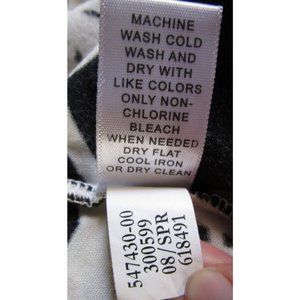 MACHINE
WASH COLD
WASH AND
DRY WITH
LIKE COLORS
ONLY NON-
CHLORINE
BLEACH
WHEN NEEDED
DRY FLAT
COOL IRON
OR DRY CLEAN
547430-00
300599
08/SPR
618491